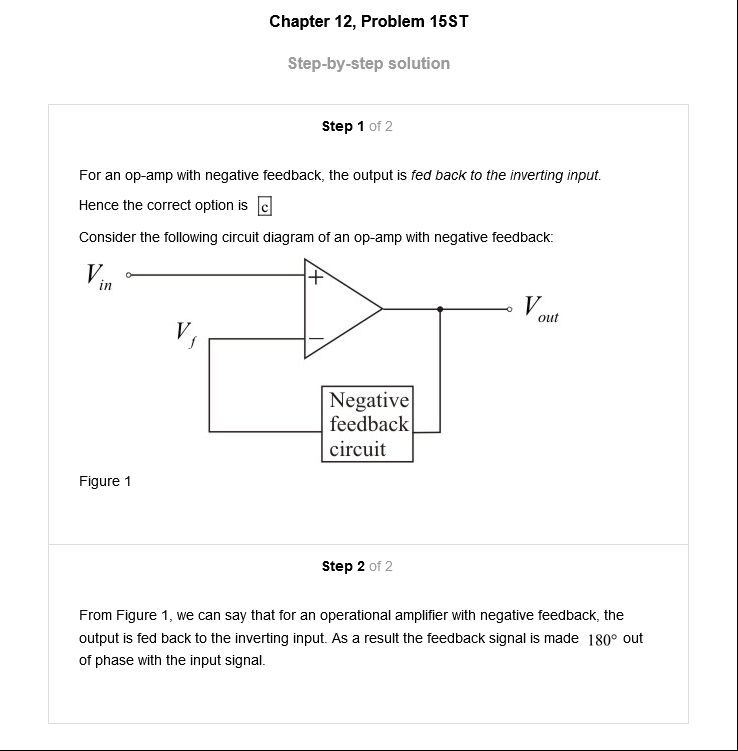 Chapter 12, Problem 15ST
Step-by-step solution
Step 1 of 2
For an op-amp with negative feedback, the output is fed back to the inverting input.
Hence the correct option is c
Consider the following circuit diagram of an op-amp with negative feedback:
V in
+
V out
V f
−
Negative
feedback
circuit
Figure 1
Step 2 of 2
From Figure 1, we can say that for an operational amplifier with negative feedback, the
output is fed back to the inverting input. As a result the feedback signal is made 180° out
of phase with the input signal.